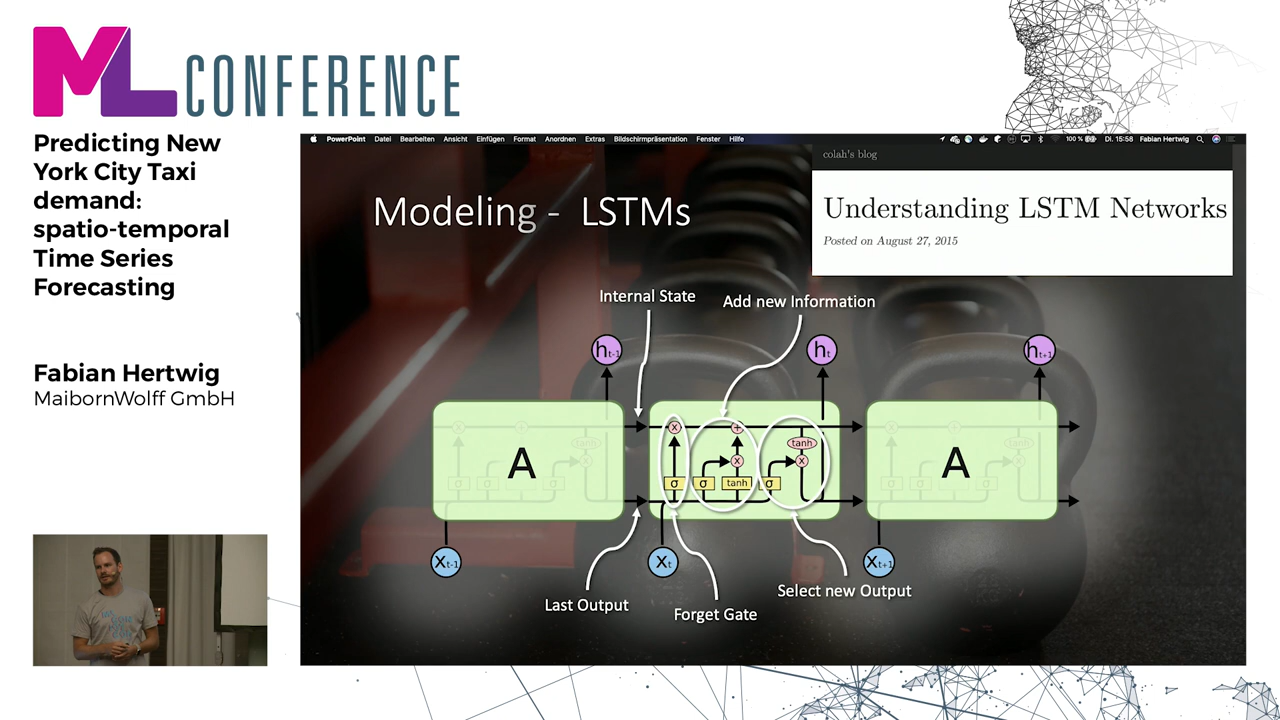 ML CONFERENCE
Predicting New
York City Taxi
demand:
spatio-temporal
Time Series
Forecasting
Fabian Hertwig
MaibornWolff GmbH
PowerPoint Datei Bearbeiten Ansicht Einfügen Format Anordnen Extras Bildschirmpräsentation Fenster Hilfe 100 % Di. 15:58 Fabian Hertwig
colah's blog
Modeling - LSTMs
Understanding LSTM Networks
Posted on August 27, 2015
Internal State
Add new Information
ht-1
ht
ht+1
A
x
+
tanh
x
x
σ
σ
tanh
σ
A
Xt-1
Xt
Xt+1
Last Output
Forget Gate
Select new Output